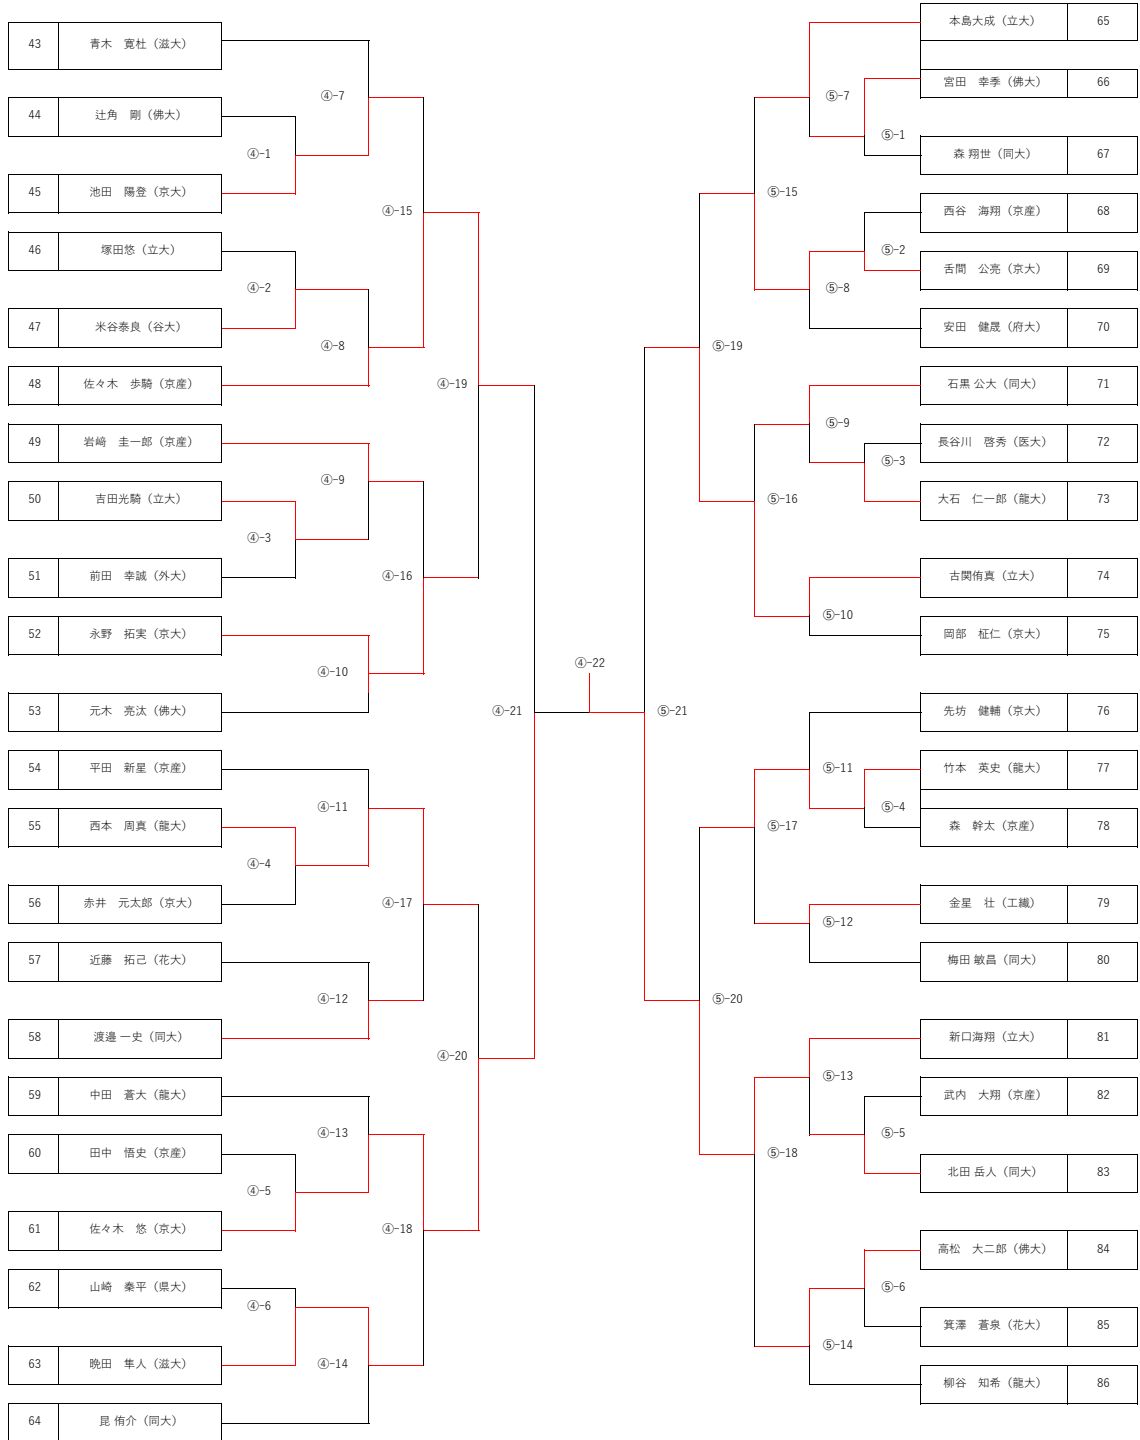 43 青木　寛杜（滋大）
④-7
44 辻角　剛（佛大）
④-1
45 池田　陽登（京大）
④-15
46 塚田悠（立大）
④-2
47 米谷泰良（谷大）
④-8
48 佐々木　歩騎（京産）
④-19
49 岩﨑　圭一郎（京産）
④-9
50 吉田光騎（立大）
④-3
51 前田　幸誠（外大）
④-16
52 永野　拓実（京大）
④-10
53 元木　亮汰（佛大）
④-21
54 平田　新星（京産）
④-11
55 西本　周真（龍大）
④-4
56 赤井　元太郎（京大）
④-17
57 近藤　拓己（花大）
④-12
58 渡邉 一史（同大）
④-20
59 中田　蒼大（龍大）
④-13
60 田中　悟史（京産）
④-5
61 佐々木　悠（京大）
④-18
62 山崎　秦平（県大）
④-6
63 晩田　隼人（滋大）
④-14
64 昆 侑介（同大）
④-22
本島大成（立大） 65
宮田　幸季（佛大） 66
⑤-7
⑤-1
森 翔世（同大） 67
⑤-15
西谷　海翔（京産） 68
⑤-2
舌間　公亮（京大） 69
⑤-8
安田　健晟（府大） 70
⑤-19
石黒 公大（同大） 71
⑤-9
長谷川　啓秀（医大） 72
⑤-3
大石　仁一郎（龍大） 73
⑤-16
古関侑真（立大） 74
⑤-10
岡部　柾仁（京大） 75
⑤-21
先坊　健輔（京大） 76
⑤-11
竹本　英史（龍大） 77
⑤-4
森　幹太（京産） 78
⑤-17
金星　壮（工繊） 79
⑤-12
梅田 敏昌（同大） 80
⑤-20
新口海翔（立大） 81
⑤-13
武内　大翔（京産） 82
⑤-5
北田 岳人（同大） 83
⑤-18
高松　大二郎（佛大） 84
⑤-6
箕澤　蒼泉（花大） 85
⑤-14
柳谷　知希（龍大） 86